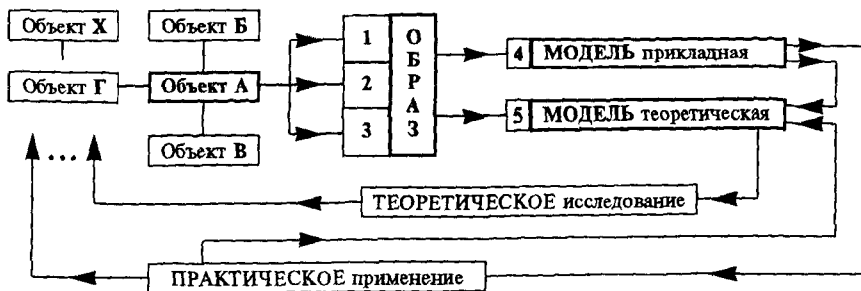 Объект Х
Объект Б
1
О
Б
Р
А
З
4
МОДЕЛЬ прикладная
Объект Г
Объект А
2
5
МОДЕЛЬ теоретическая
3
Объект В
...
ТЕОРЕТИЧЕСКОЕ исследование
ПРАКТИЧЕСКОЕ применение